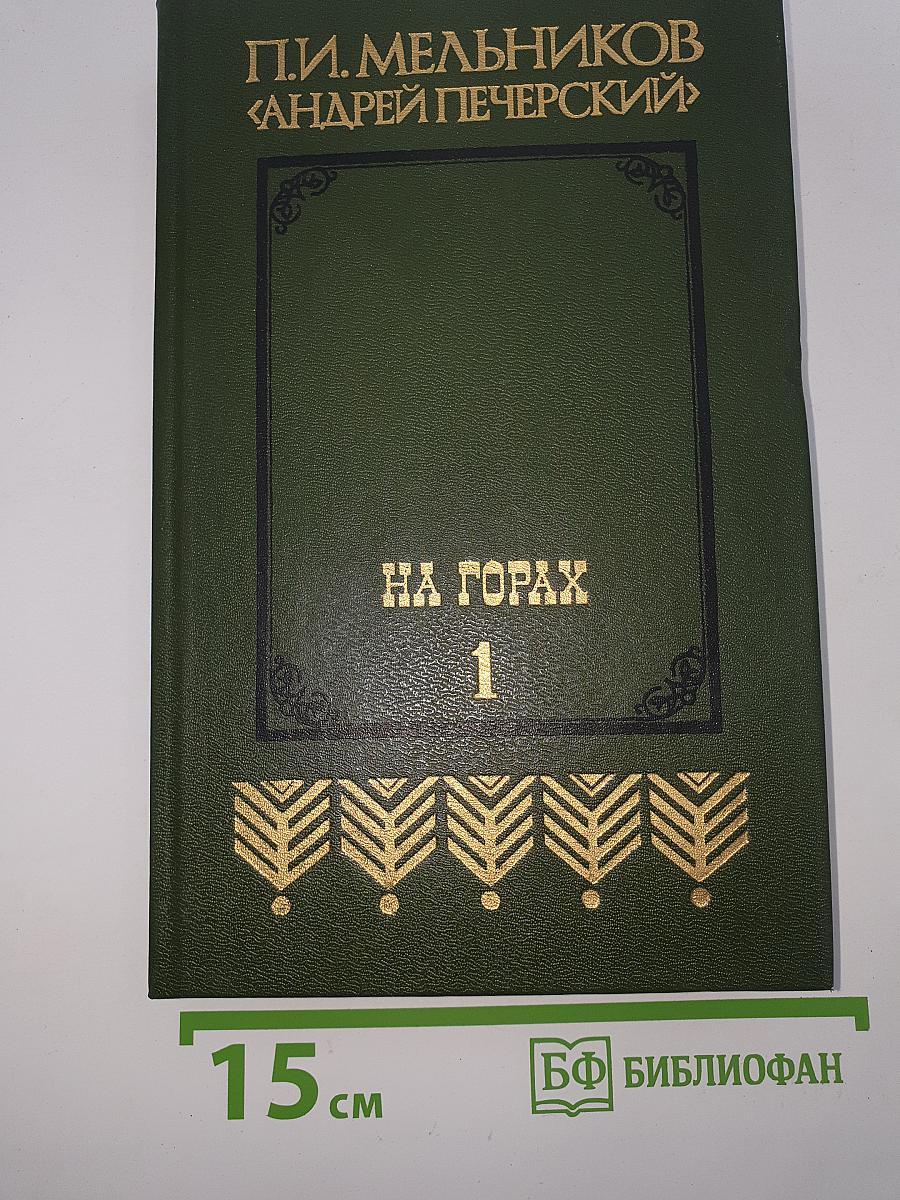 П.И. МЕЛЬНИКОВ
‹АНДРЕЙ ПЕЧЕРСКИЙ›
НА ГОРАХ
1
15 см
БФ БИБЛИОФАН